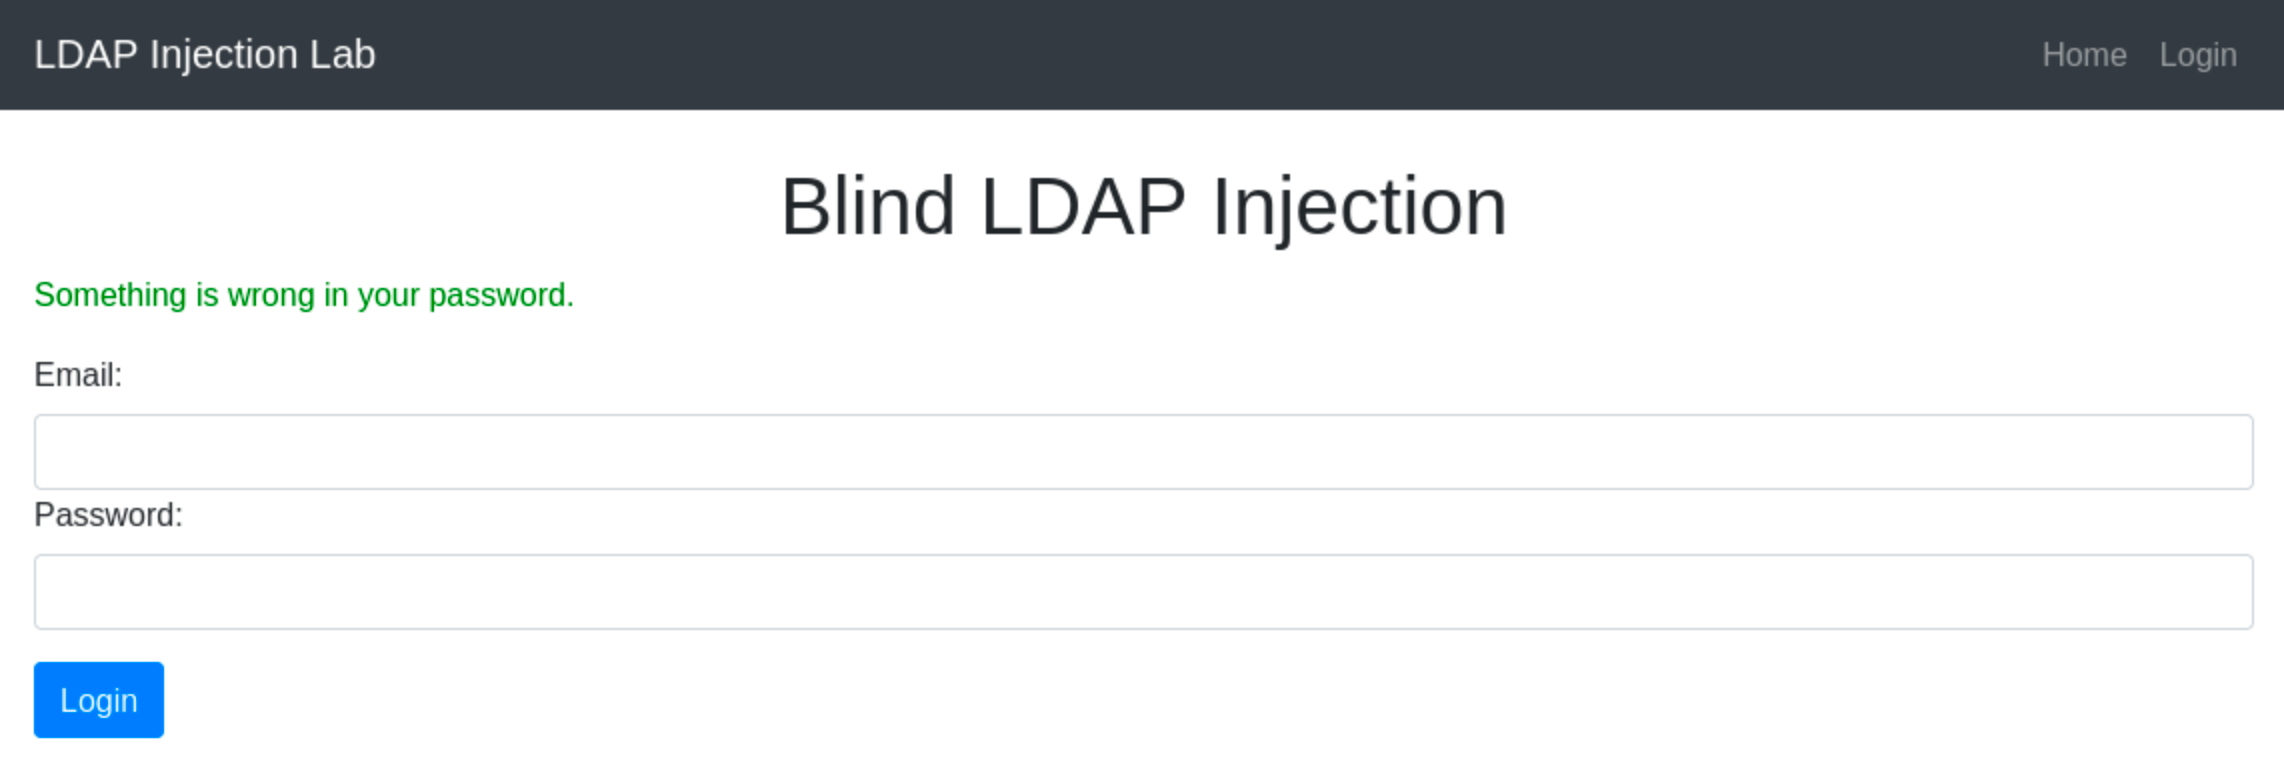 LDAP Injection Lab Home Login
Blind LDAP Injection
Something is wrong in your password.
Email:
Password:
Login